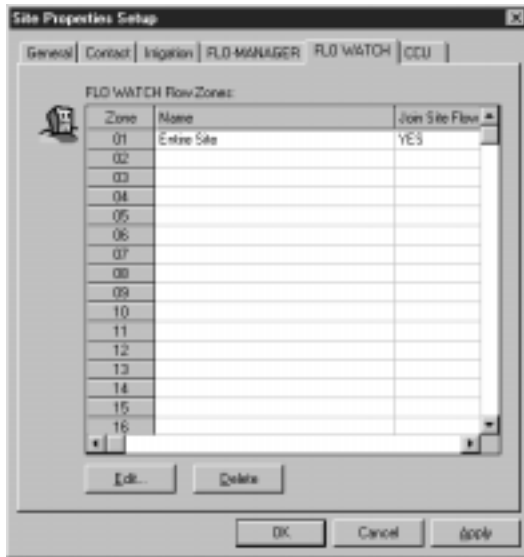 Site Properties Setup
General Contact Irrigation FLO-MANAGER FLO WATCH CCU
FLO WATCH Flow Zones:
Zone Name Join Site Flow
01 Entire Site YES
02
03
04
05
06
07
08
09
10
11
12
13
14
15
16
Edit... Delete
OK Cancel Apply